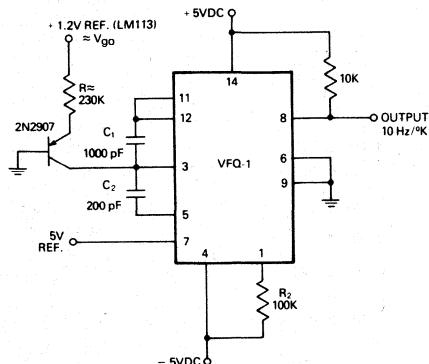 + 5VDC
+ 1.2V REF. (LM113)
≈ Vgo
R≈
230K
2N2907
C1
1000 pF
C2
200 pF
5V
REF.
11
12
3
5
7
14
VFQ-1
8
6
9
4
1
10K
OUTPUT
10 Hz/°K
R2
100K
– 5VDC